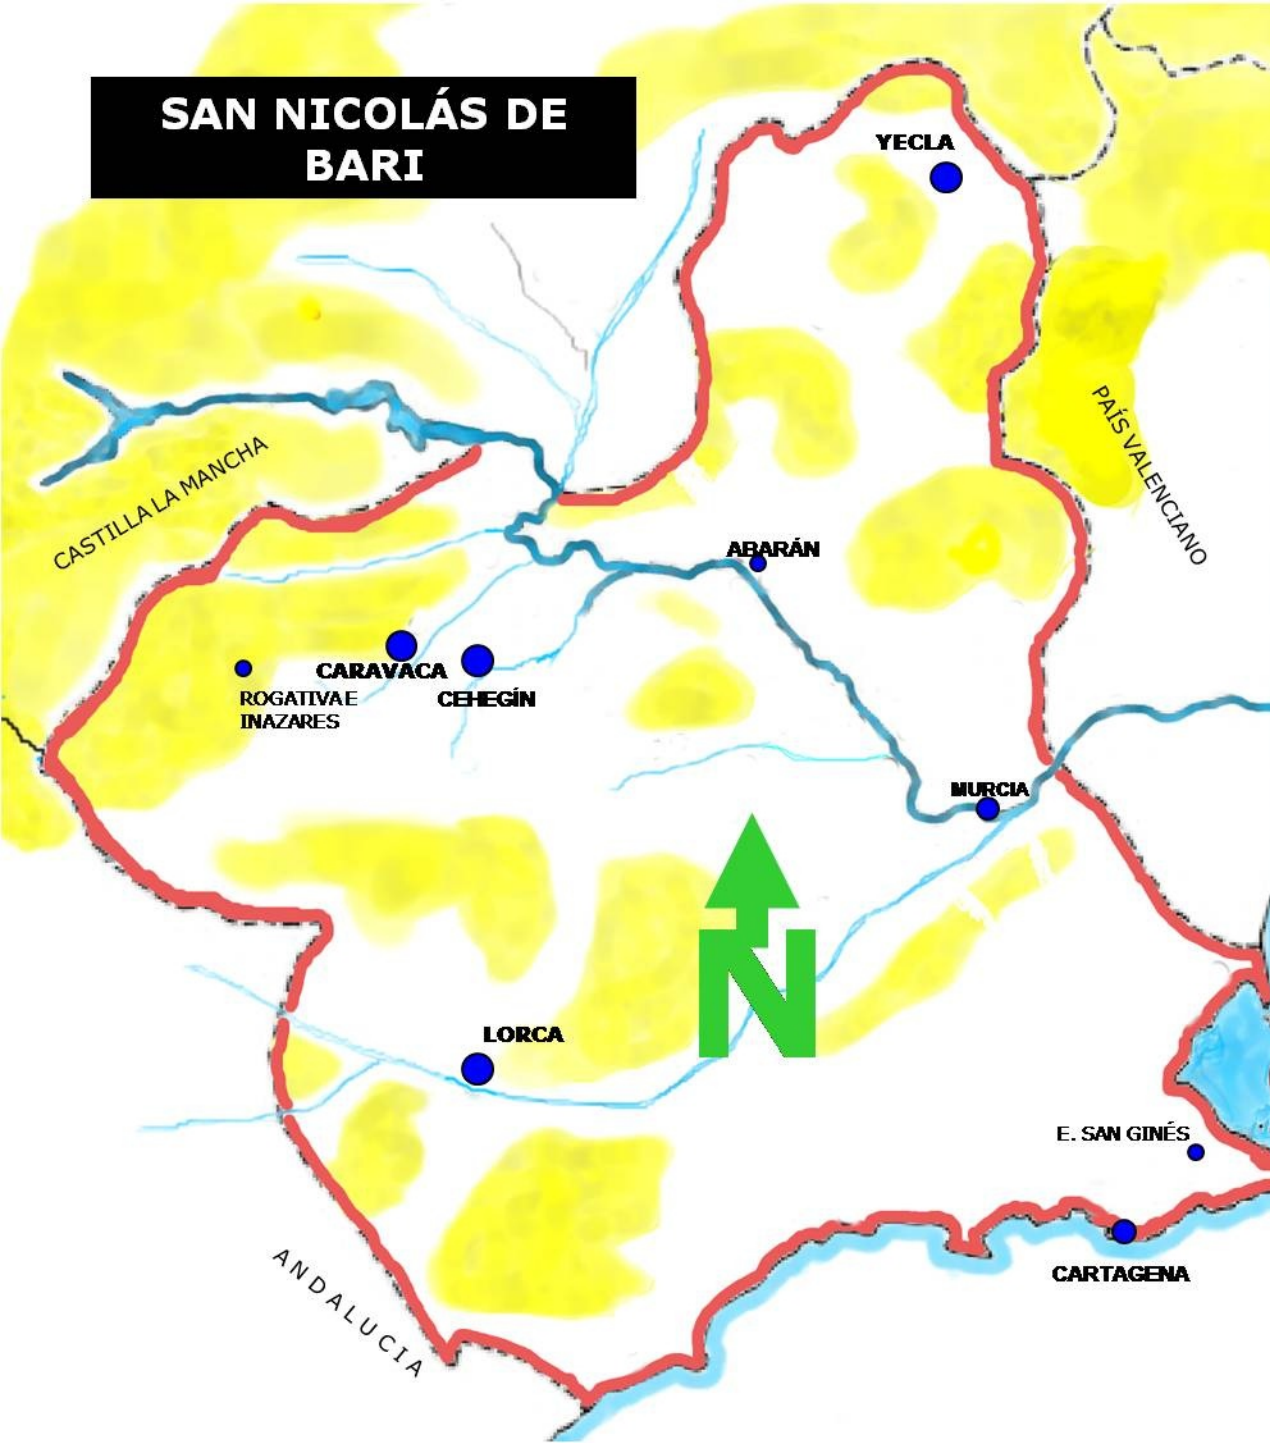 SAN NICOLÁS DE
BARI
YECLA
PAÍS VALENCIANO
CASTILLA LA MANCHA
ABARÁN
CARAVACA
CEHEGÍN
ROGATIVA E
INAZARES
MURCIA
N
LORCA
E. SAN GINÉS
CARTAGENA
ANDALUCIA